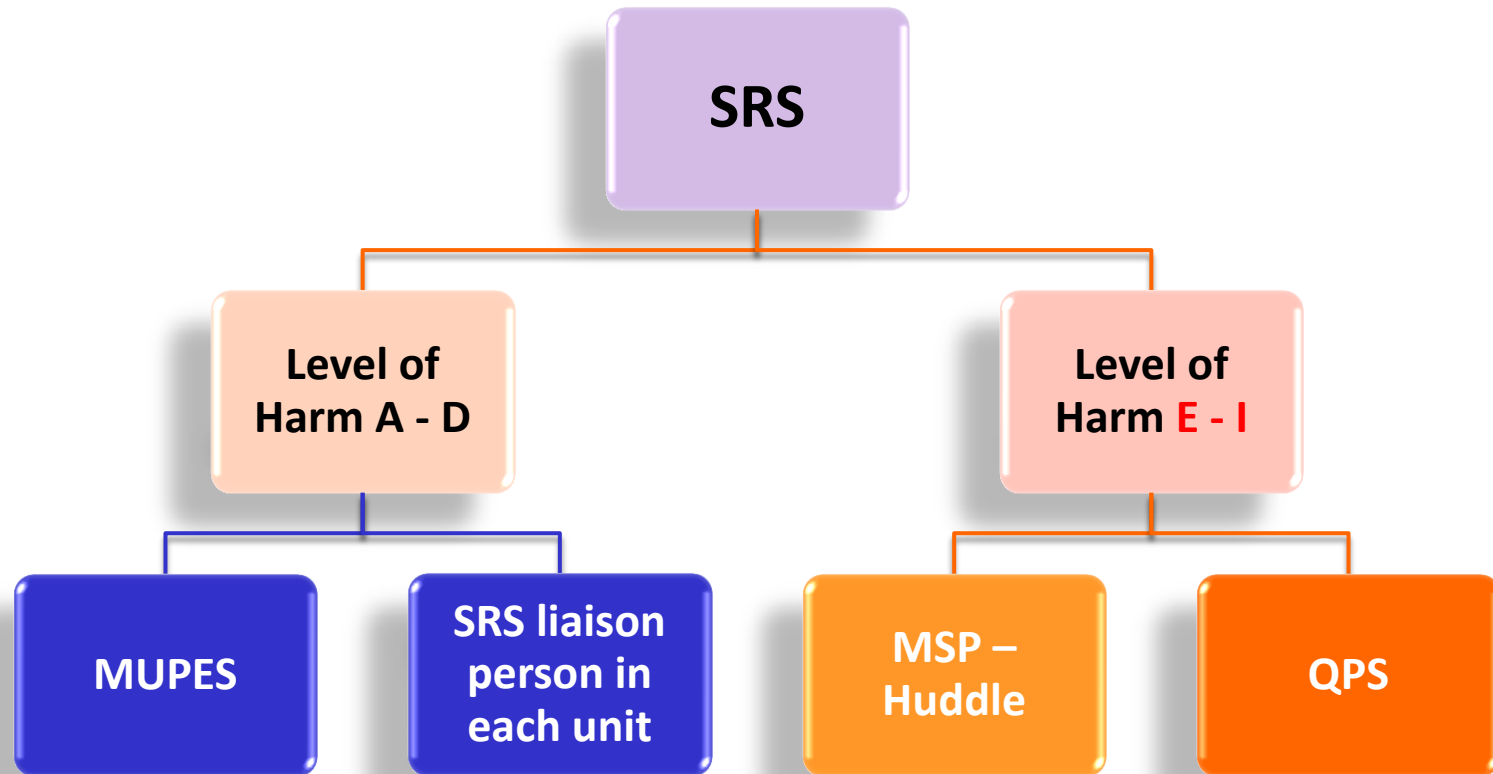 SRS
Level of
Harm A - D
Level of
Harm E - I
MUPES
SRS liaison
person in
each unit
MSP –
Huddle
QPS